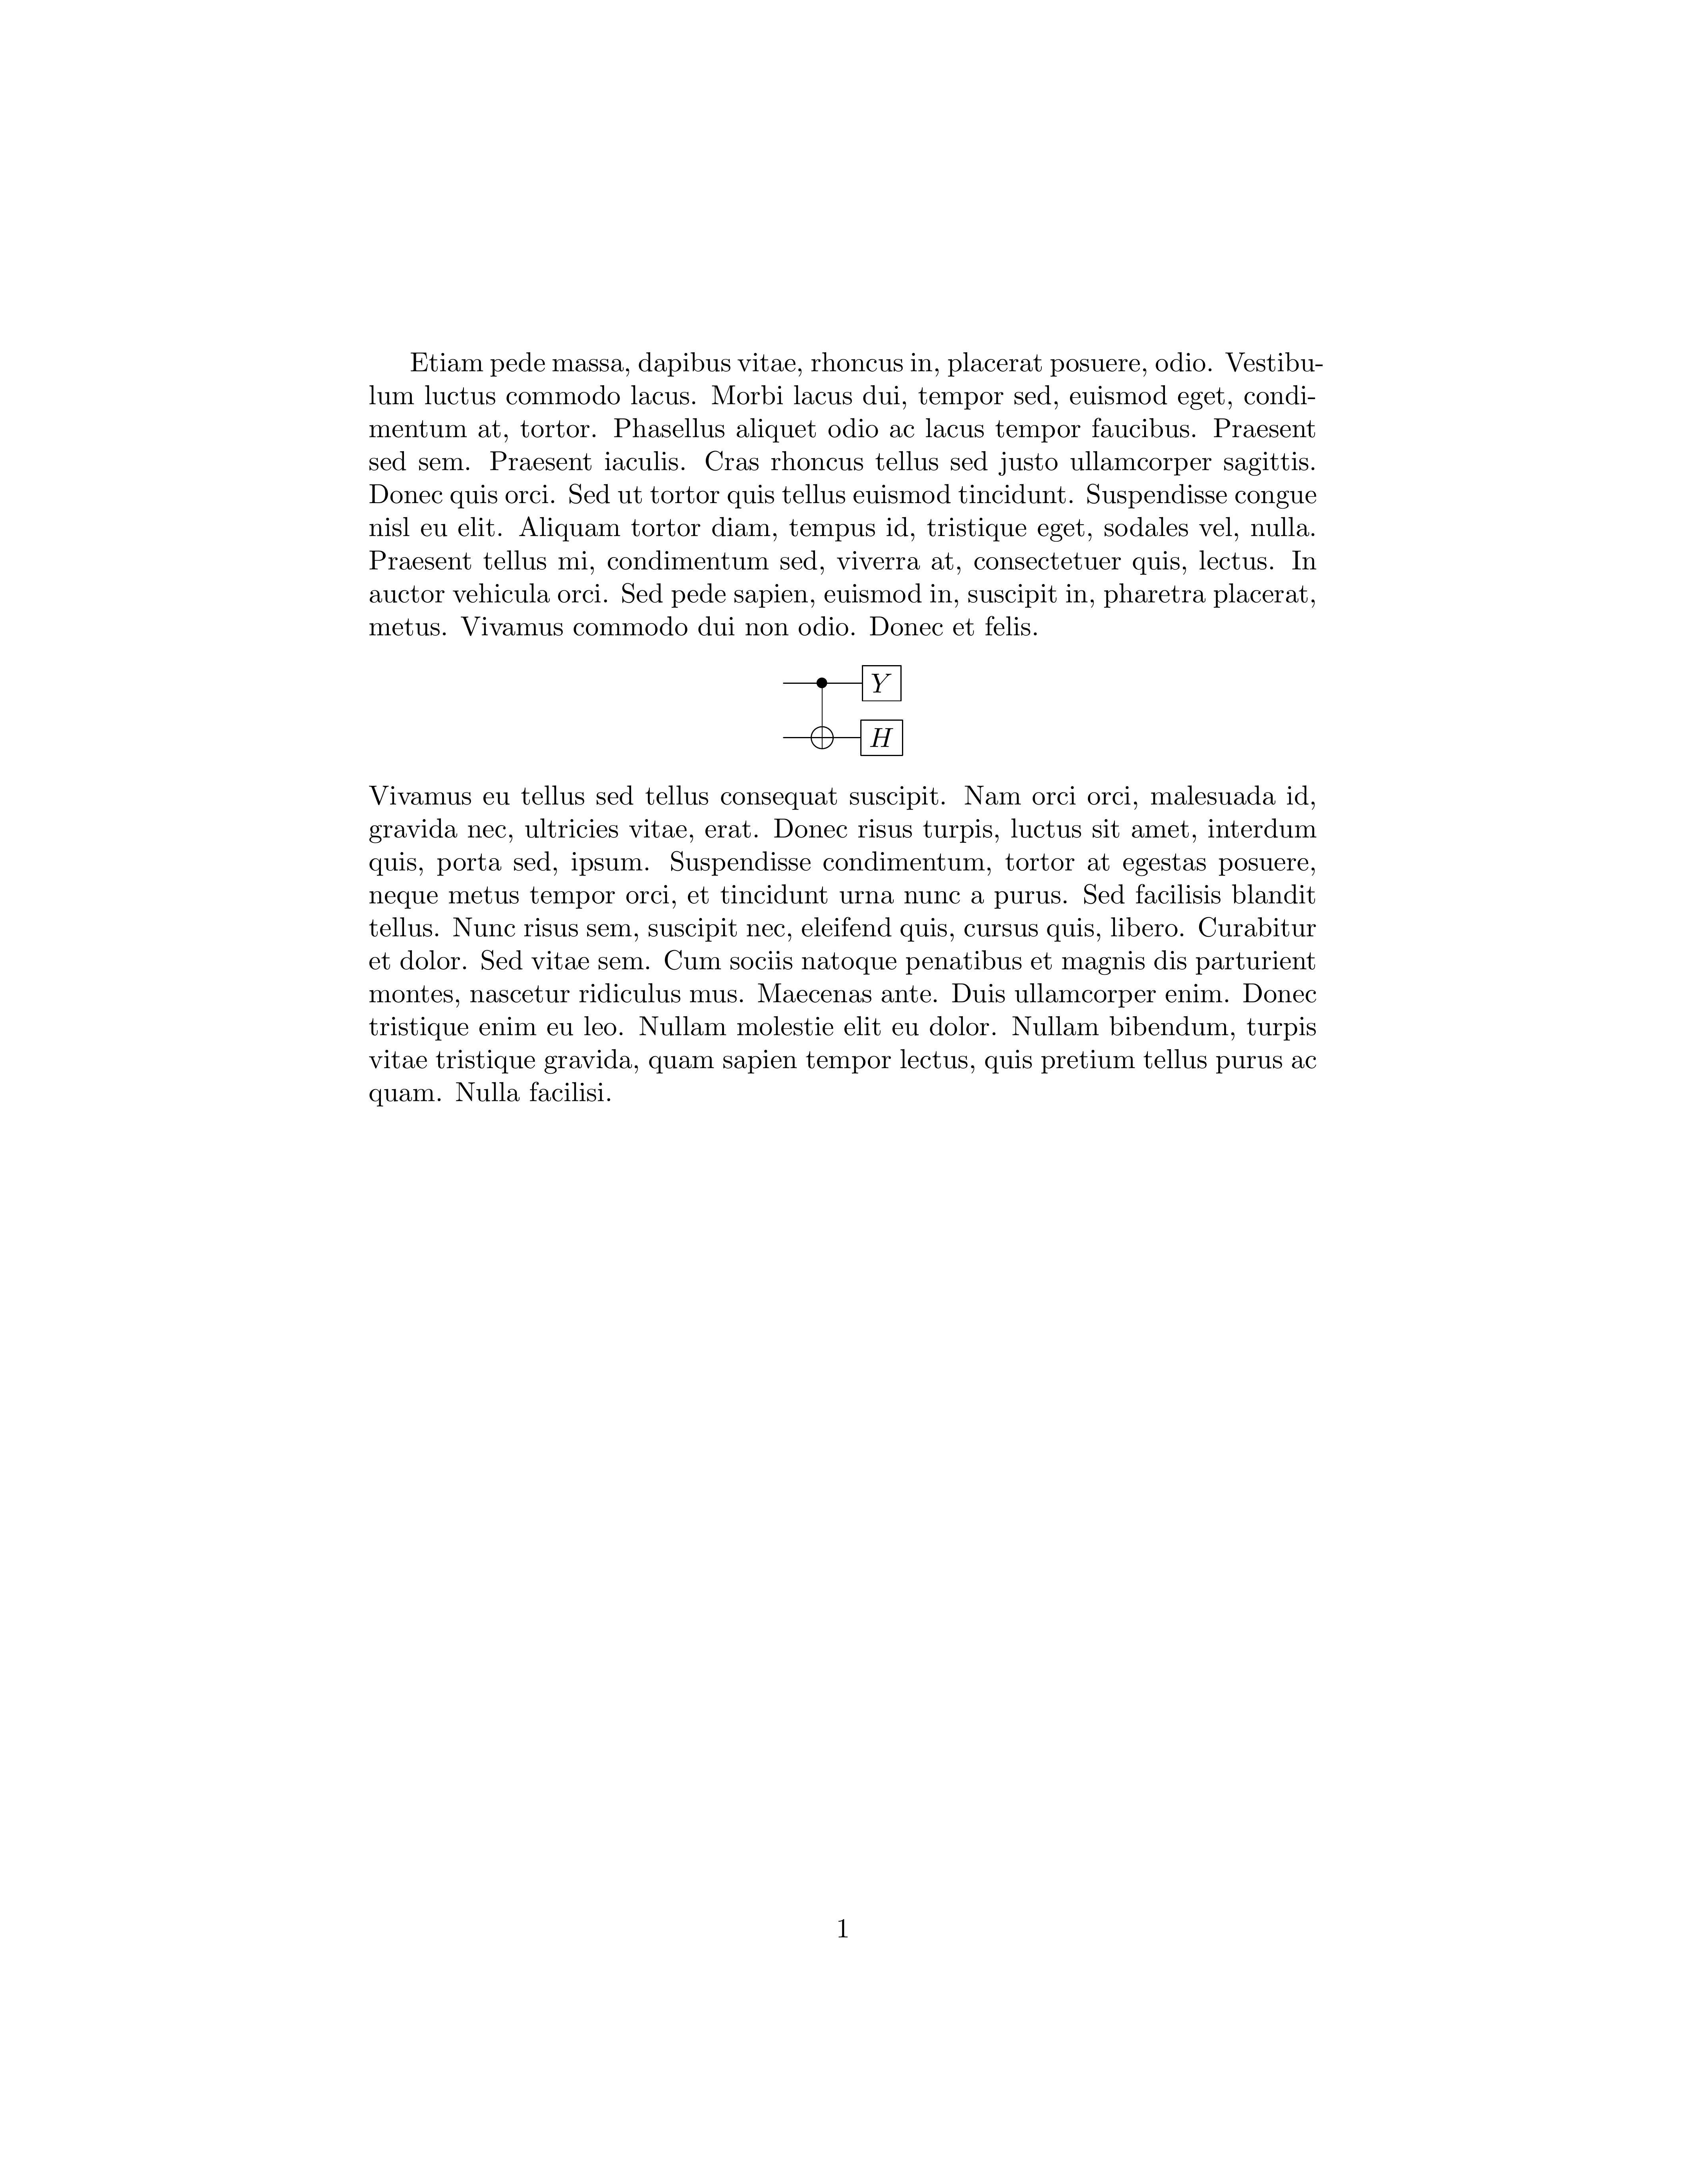 Etiam pede massa, dapibus vitae, rhoncus in, placerat posuere, odio. Vestibu-
lum luctus commodo lacus. Morbi lacus dui, tempor sed, euismod eget, condi-
mentum at, tortor. Phasellus aliquet odio ac lacus tempor faucibus. Praesent
sed sem. Praesent iaculis. Cras rhoncus tellus sed justo ullamcorper sagittis.
Donec quis orci. Sed ut tortor quis tellus euismod tincidunt. Suspendisse congue
nisl eu elit. Aliquam tortor diam, tempus id, tristique eget, sodales vel, nulla.
Praesent tellus mi, condimentum sed, viverra at, consectetuer quis, lectus. In
auctor vehicula orci. Sed pede sapien, euismod in, suscipit in, pharetra placerat,
metus. Vivamus commodo dui non odio. Donec et felis.
Y
H
Vivamus eu tellus sed tellus consequat suscipit. Nam orci orci, malesuada id,
gravida nec, ultricies vitae, erat. Donec risus turpis, luctus sit amet, interdum
quis, porta sed, ipsum. Suspendisse condimentum, tortor at egestas posuere,
neque metus tempor orci, et tincidunt urna nunc a purus. Sed facilisis blandit
tellus. Nunc risus sem, suscipit nec, eleifend quis, cursus quis, libero. Curabitur
et dolor. Sed vitae sem. Cum sociis natoque penatibus et magnis dis parturient
montes, nascetur ridiculus mus. Maecenas ante. Duis ullamcorper enim. Donec
tristique enim eu leo. Nullam molestie elit eu dolor. Nullam bibendum, turpis
vitae tristique gravida, quam sapien tempor lectus, quis pretium tellus purus ac
quam. Nulla facilisi.
1